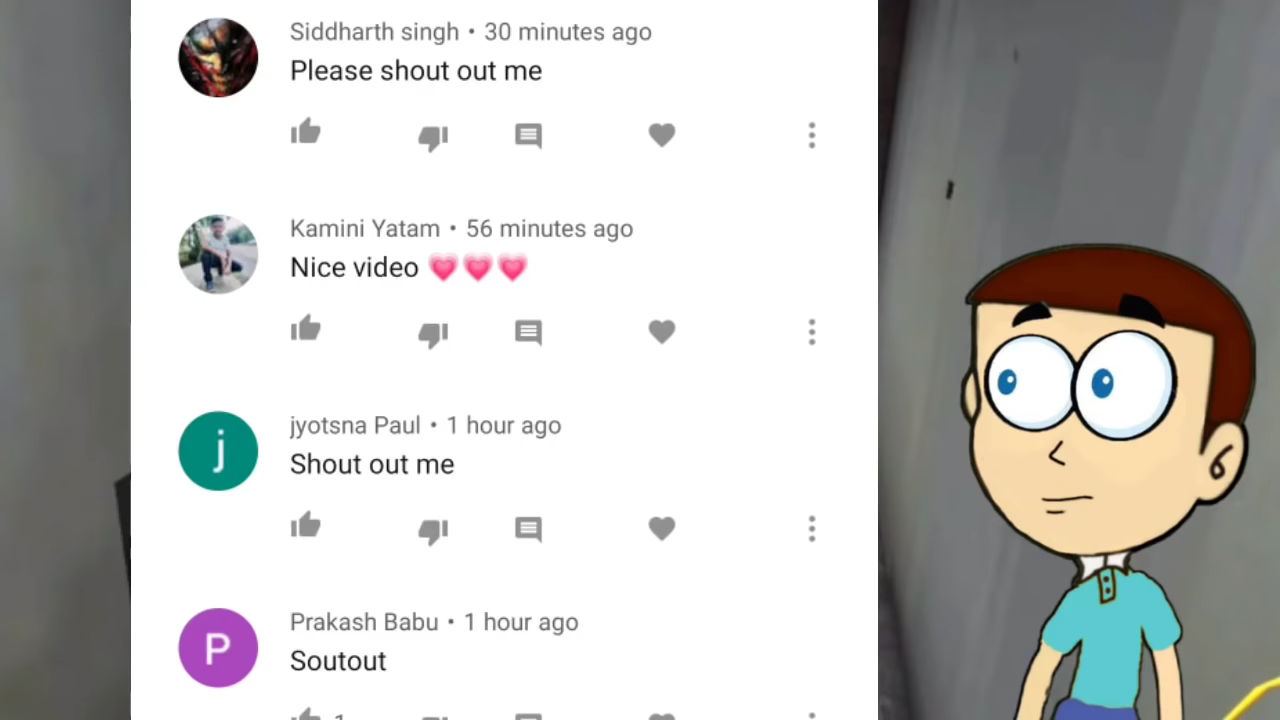 Siddharth singh • 30 minutes ago
Please shout out me
Kamini Yatam • 56 minutes ago
Nice video 💗💗💗
j
jyotsna Paul • 1 hour ago
Shout out me
P
Prakash Babu • 1 hour ago
Soutout
1